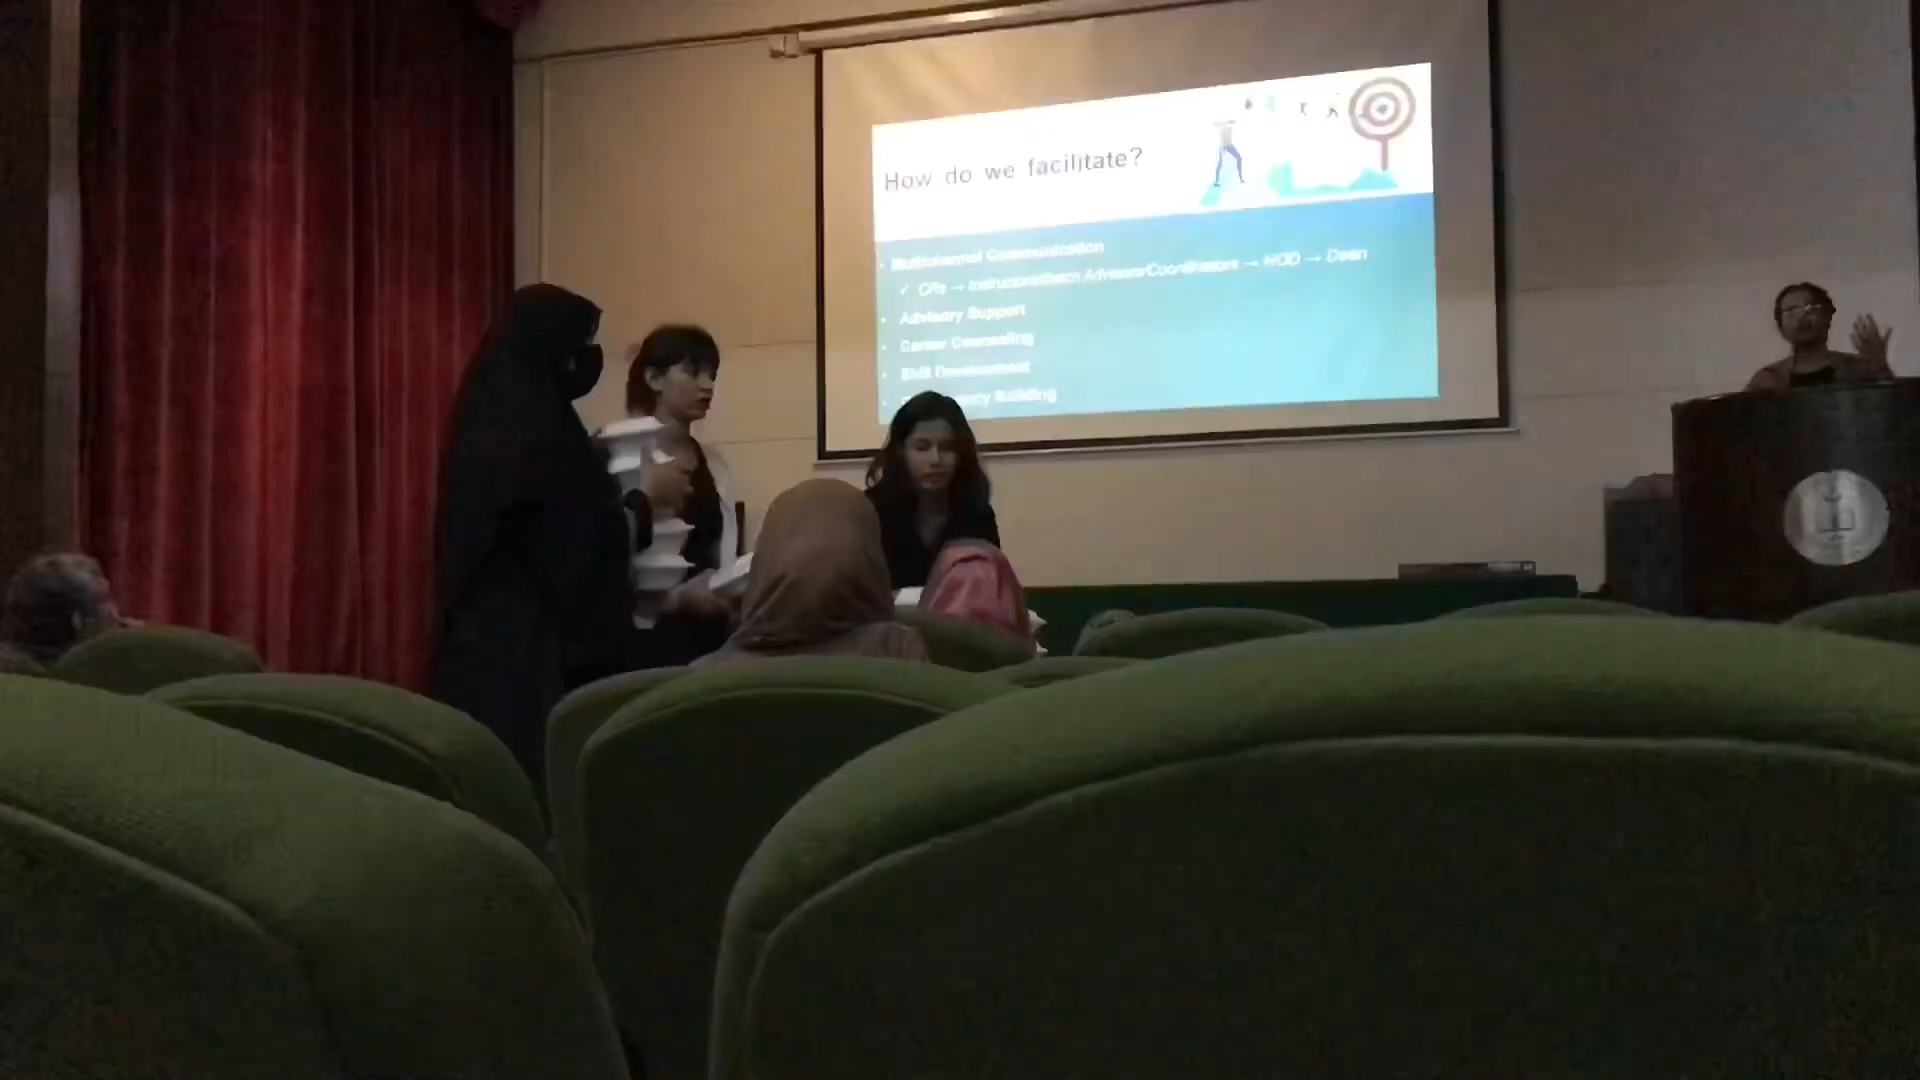 How do we facilitate?
• Multichannel Communication
✓ CRs → Advisors/Coordinators → HOD → Dean
• Advisory Support
• Career Counseling
• Skill Development
• Building